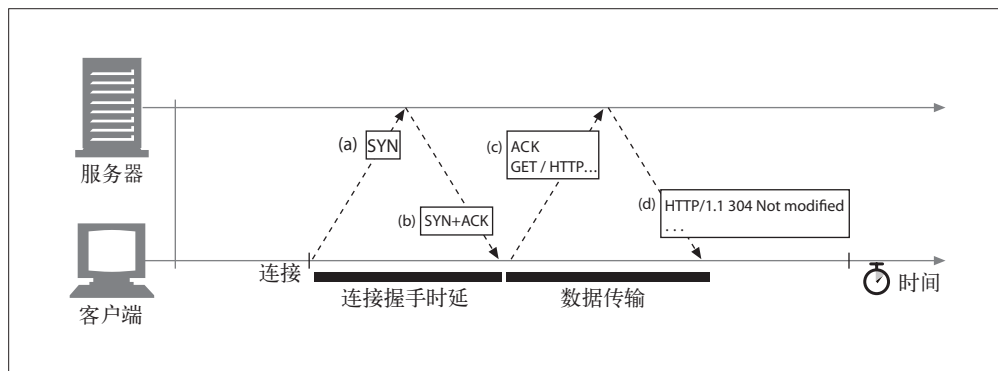 服务器
(a)
SYN
(b)
SYN+ACK
(c)
ACK
GET / HTTP...
(d)
HTTP/1.1 304 Not modified
. . .
连接
连接握手时延
数据传输
时间
客户端